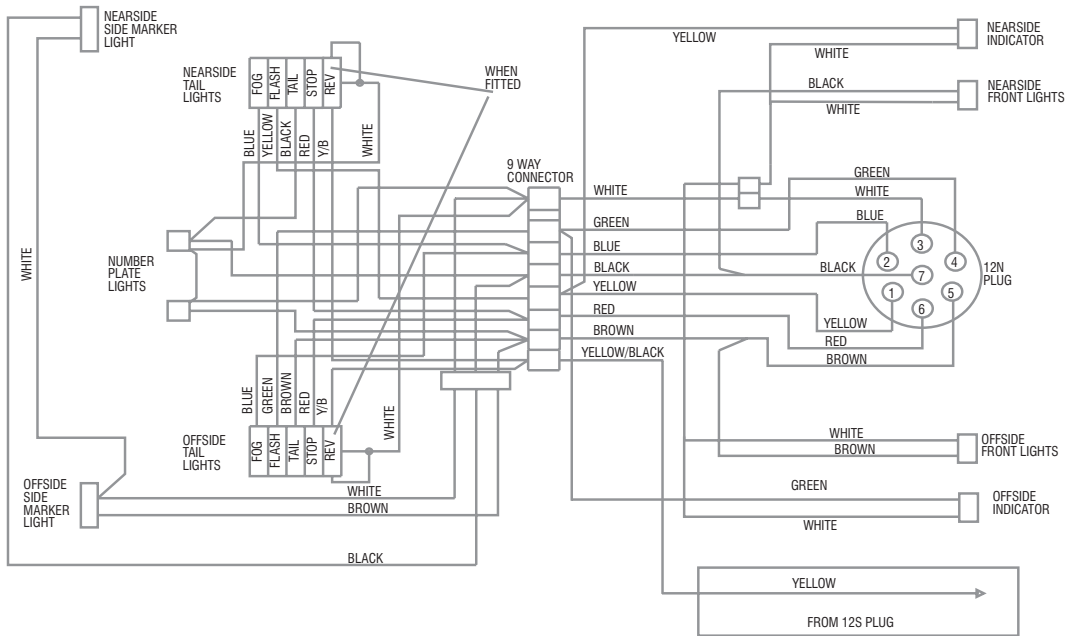 NEARSIDE
SIDE MARKER
LIGHT
NEARSIDE
TAIL
LIGHTS
FOG
FLASH
TAIL
STOP
REV
WHEN
FITTED
BLUE
YELLOW
BLACK
RED
Y/B
WHITE
YELLOW
NEARSIDE
INDICATOR
WHITE
BLACK
NEARSIDE
FRONT LIGHTS
WHITE
9 WAY
CONNECTOR
WHITE
GREEN
BLUE
BLACK
YELLOW
RED
BROWN
YELLOW/BLACK
GREEN
WHITE
BLUE
BLACK
YELLOW
RED
BROWN
1
2
3
4
5
6
7
12N
PLUG
WHITE
NUMBER
PLATE
LIGHTS
BLUE
GREEN
BROWN
RED
Y/B
WHITE
OFFSIDE
TAIL
LIGHTS
FOG
FLASH
TAIL
STOP
REV
OFFSIDE
SIDE
MARKER
LIGHT
WHITE
BROWN
BLACK
WHITE
BROWN
OFFSIDE
FRONT LIGHTS
GREEN
WHITE
OFFSIDE
INDICATOR
YELLOW
FROM 12S PLUG